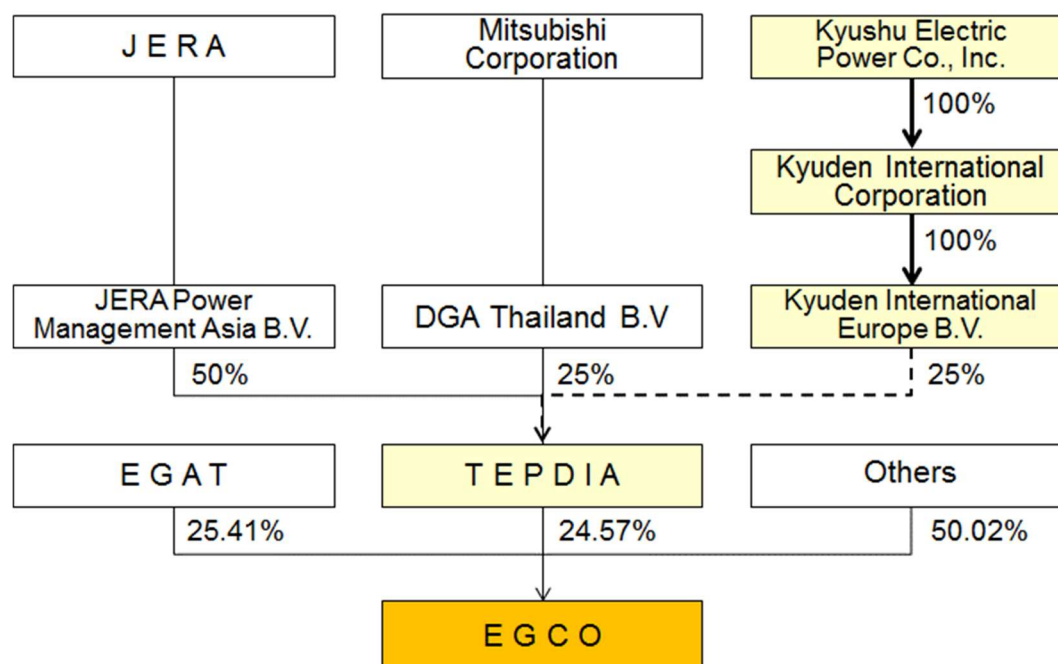 JERA
Mitsubishi
Corporation
Kyushu Electric
Power Co., Inc.
100%
Kyuden International
Corporation
100%
JERA Power
Management Asia B.V.
DGA Thailand B.V
Kyuden International
Europe B.V.
50%
25%
25%
EGAT
TEPDIA
Others
25.41%
24.57%
50.02%
EGCO